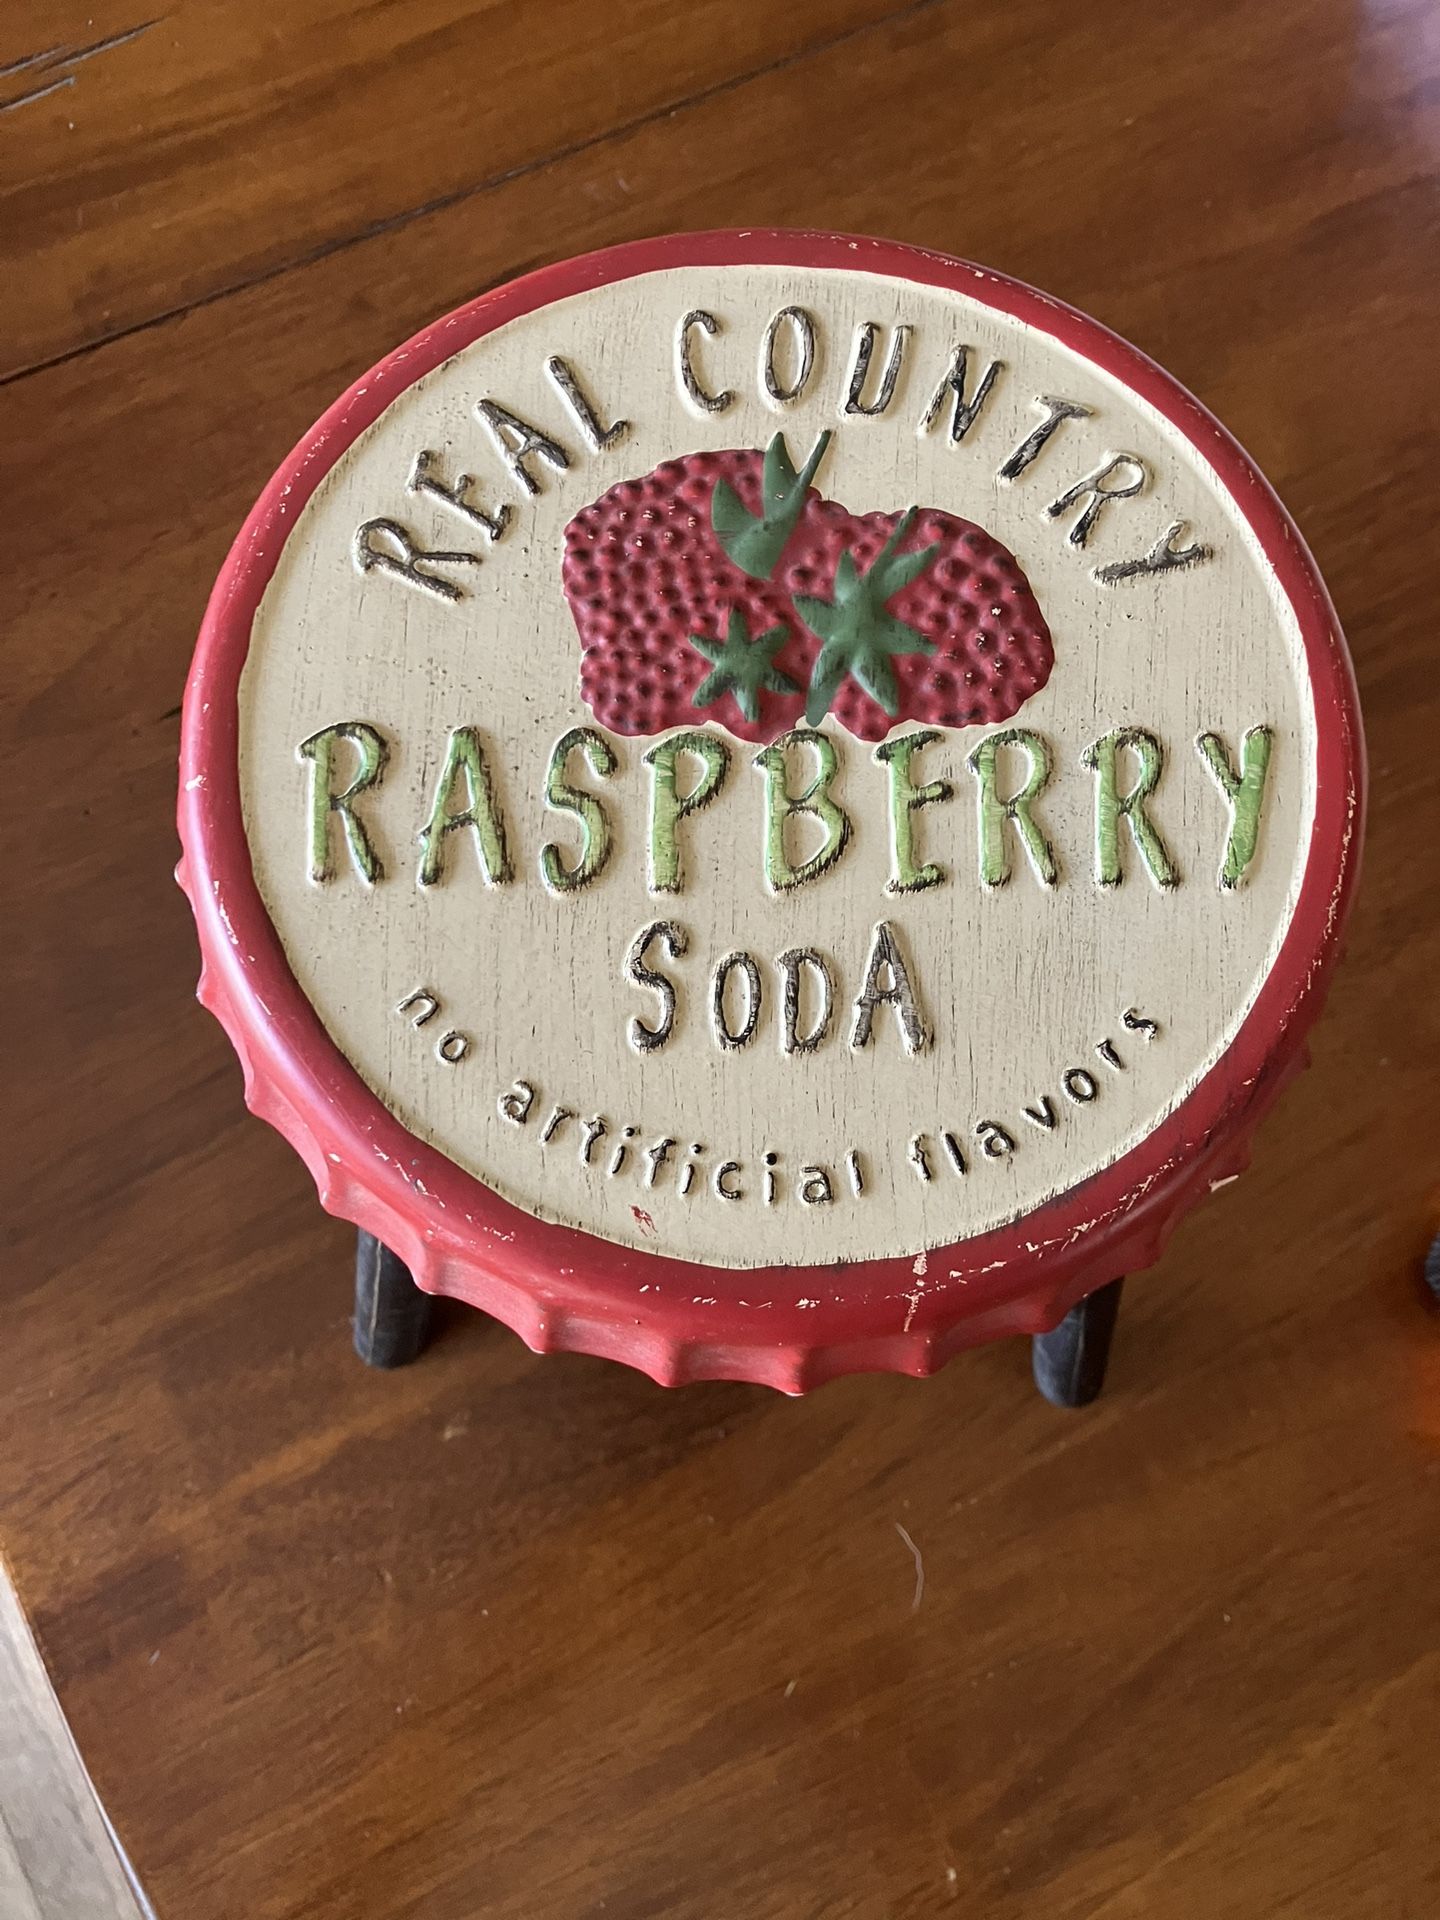 REAL COUNTRY
RASPBERRY
SODA
no artificial flavors